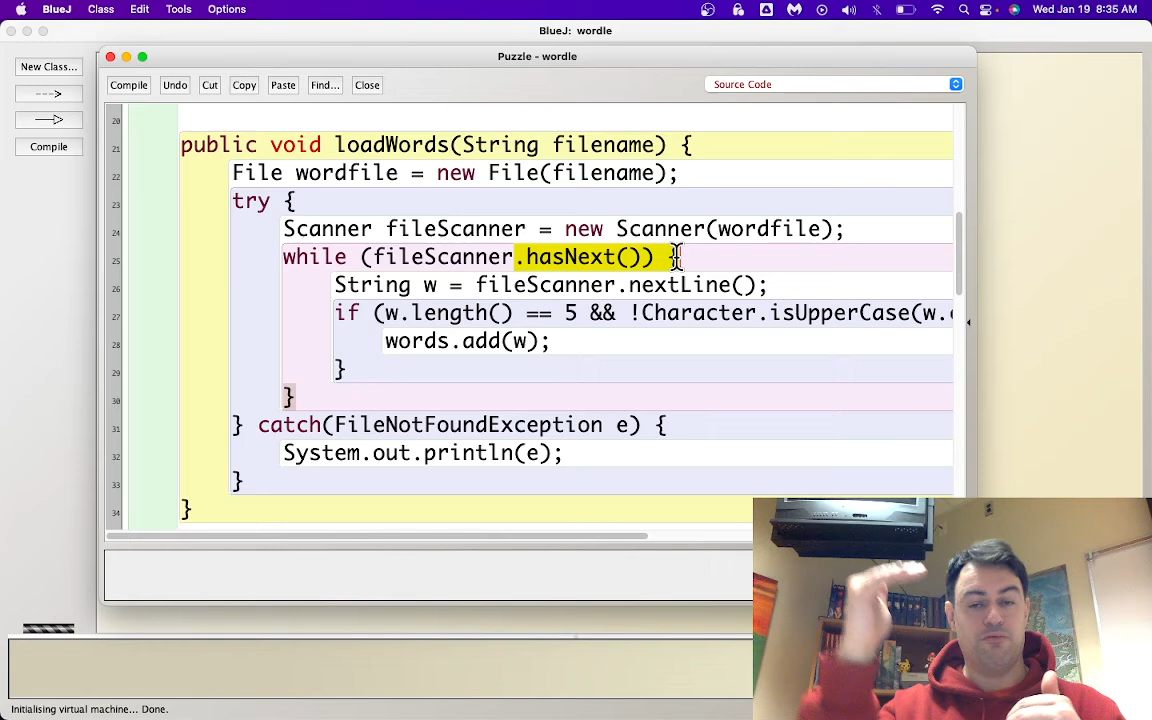 BlueJ Class Edit Tools Options Wed Jan 19 8:35 AM
BlueJ: wordle
New Class...
Compile
Puzzle - wordle
Compile Undo Cut Copy Paste Find... Close Source Code
20
21 public void loadWords(String filename) {
22 File wordfile = new File(filename);
23 try {
24 Scanner fileScanner = new Scanner(wordfile);
25 while (fileScanner.hasNext()) {
26 String w = fileScanner.nextLine();
27 if (w.length() == 5 && !Character.isUpperCase(w.
28 words.add(w);
29 }
30 }
31 } catch(FileNotFoundException e) {
32 System.out.println(e);
33 }
34 }
Initialising virtual machine... Done.